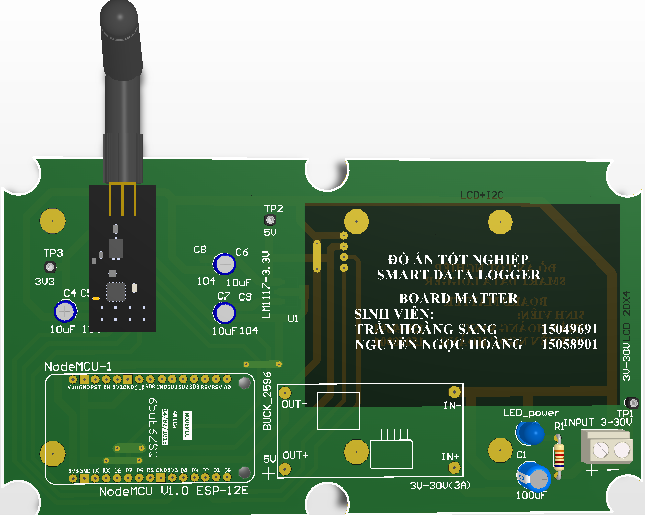 LCD+I2C
TP2
5V
TP3
3V3
C8 C6
104 10uF
C4
10uF
C7 C9
10uF 104
LM1117-3.3V
U1
ĐỒ ÁN TỐT NGHIỆP
SMART DATA LOGGER
BOARD MATTER
SINH VIÊN:
TRẦN HOÀNG SANG 15049691
NGUYỄN NGỌC HOÀNG 15058901
3V-30V
LCD 20X4
NodeMCU-1
BUCK_2596
5V
OUT-
IN-
OUT+
IN+
3V-30V(3A)
NodeMCU V1.0 ESP-12E
LED_power
TP1
R1
INPUT 3-30V
C1
100uF
+ -